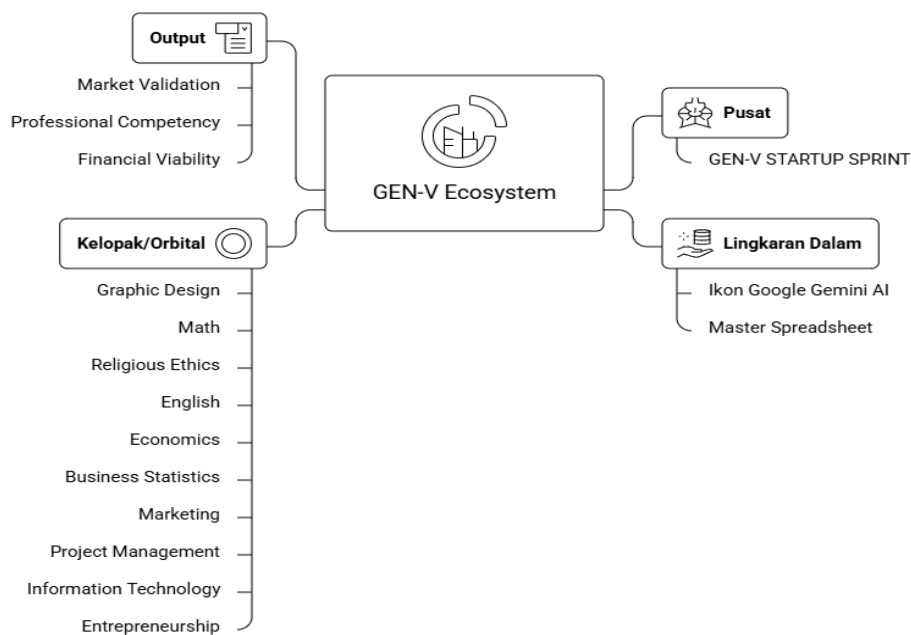 Output
Market Validation
Professional Competency
Financial Viability
Kelopak/Orbital
Graphic Design
Math
Religious Ethics
English
Economics
Business Statistics
Marketing
Project Management
Information Technology
Entrepreneurship
GEN-V Ecosystem
Pusat
GEN-V STARTUP SPRINT
Lingkaran Dalam
Ikon Google Gemini AI
Master Spreadsheet